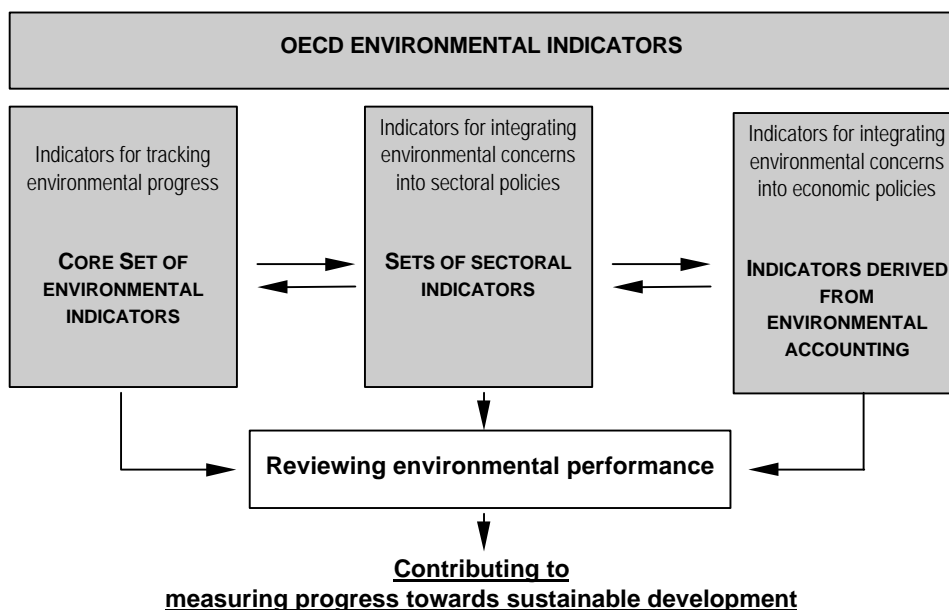 OECD ENVIRONMENTAL INDICATORS
Indicators for tracking
environmental progress
CORE SET OF
ENVIRONMENTAL
INDICATORS
Indicators for integrating
environmental concerns
into sectoral policies
SETS OF SECTORAL
INDICATORS
Indicators for integrating
environmental concerns
into economic policies
INDICATORS DERIVED
FROM
ENVIRONMENTAL
ACCOUNTING
Reviewing environmental performance
Contributing to
measuring progress towards sustainable development